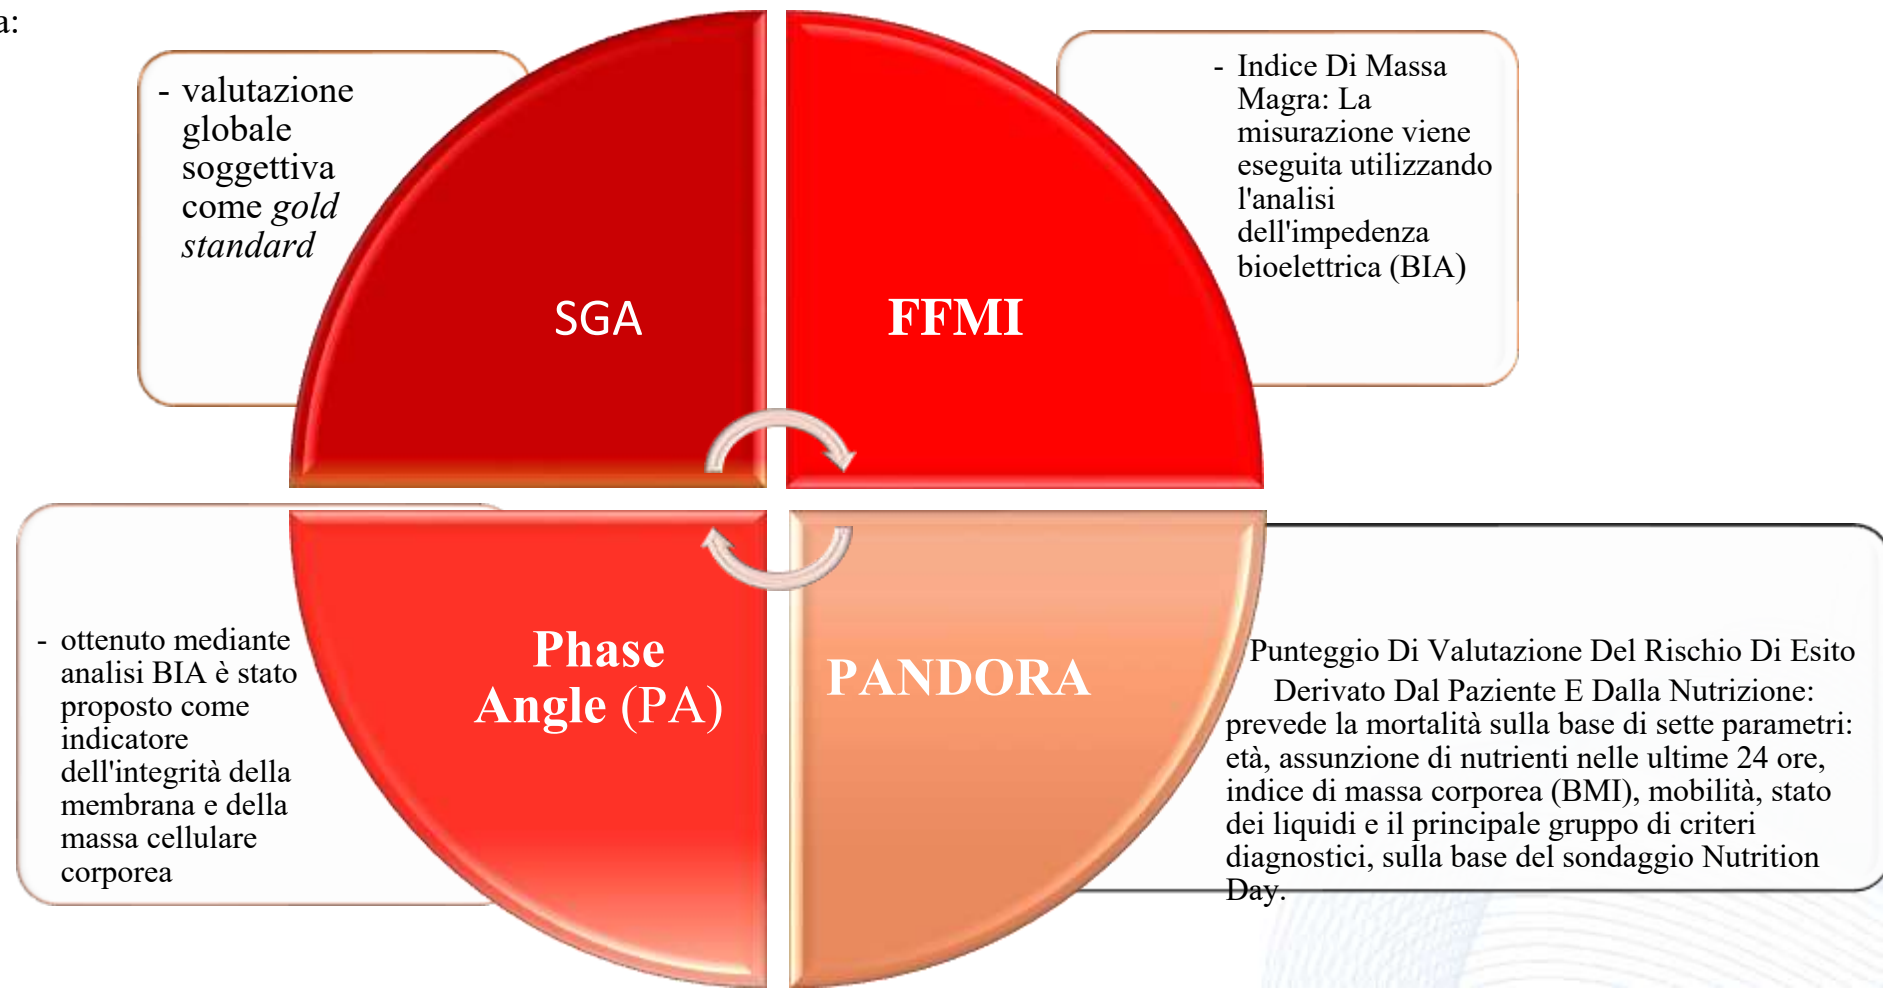 a:
- valutazione
globale
soggettiva
come gold
standard
SGA
FFMI
- Indice Di Massa
Magra: La
misurazione viene
eseguita utilizzando
l'analisi
dell'impedenza
bioelettrica (BIA)
- ottenuto mediante
analisi BIA è stato
proposto come
indicatore
dell'integrità della
membrana e della
massa cellulare
corporea
Phase
Angle (PA)
PANDORA
Punteggio Di Valutazione Del Rischio Di Esito
Derivato Dal Paziente E Dalla Nutrizione:
prevede la mortalità sulla base di sette parametri:
età, assunzione di nutrienti nelle ultime 24 ore,
indice di massa corporea (BMI), mobilità, stato
dei liquidi e il principale gruppo di criteri
diagnostici, sulla base del sondaggio Nutrition
Day.